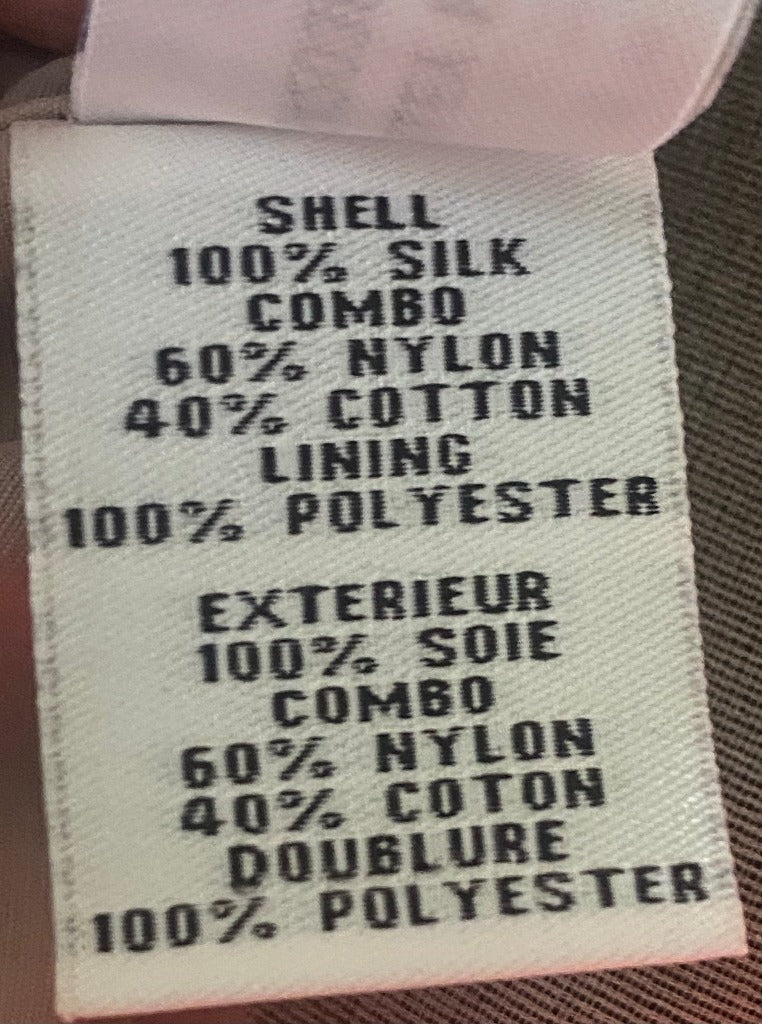 SHELL
100% SILK
COMBO
60% NYLON
40% COTTON
LINING
100% POLYESTER
EXTERIEUR
100% SOIE
COMBO
60% NYLON
40% COTON
DOUBLURE
100% POLYESTER